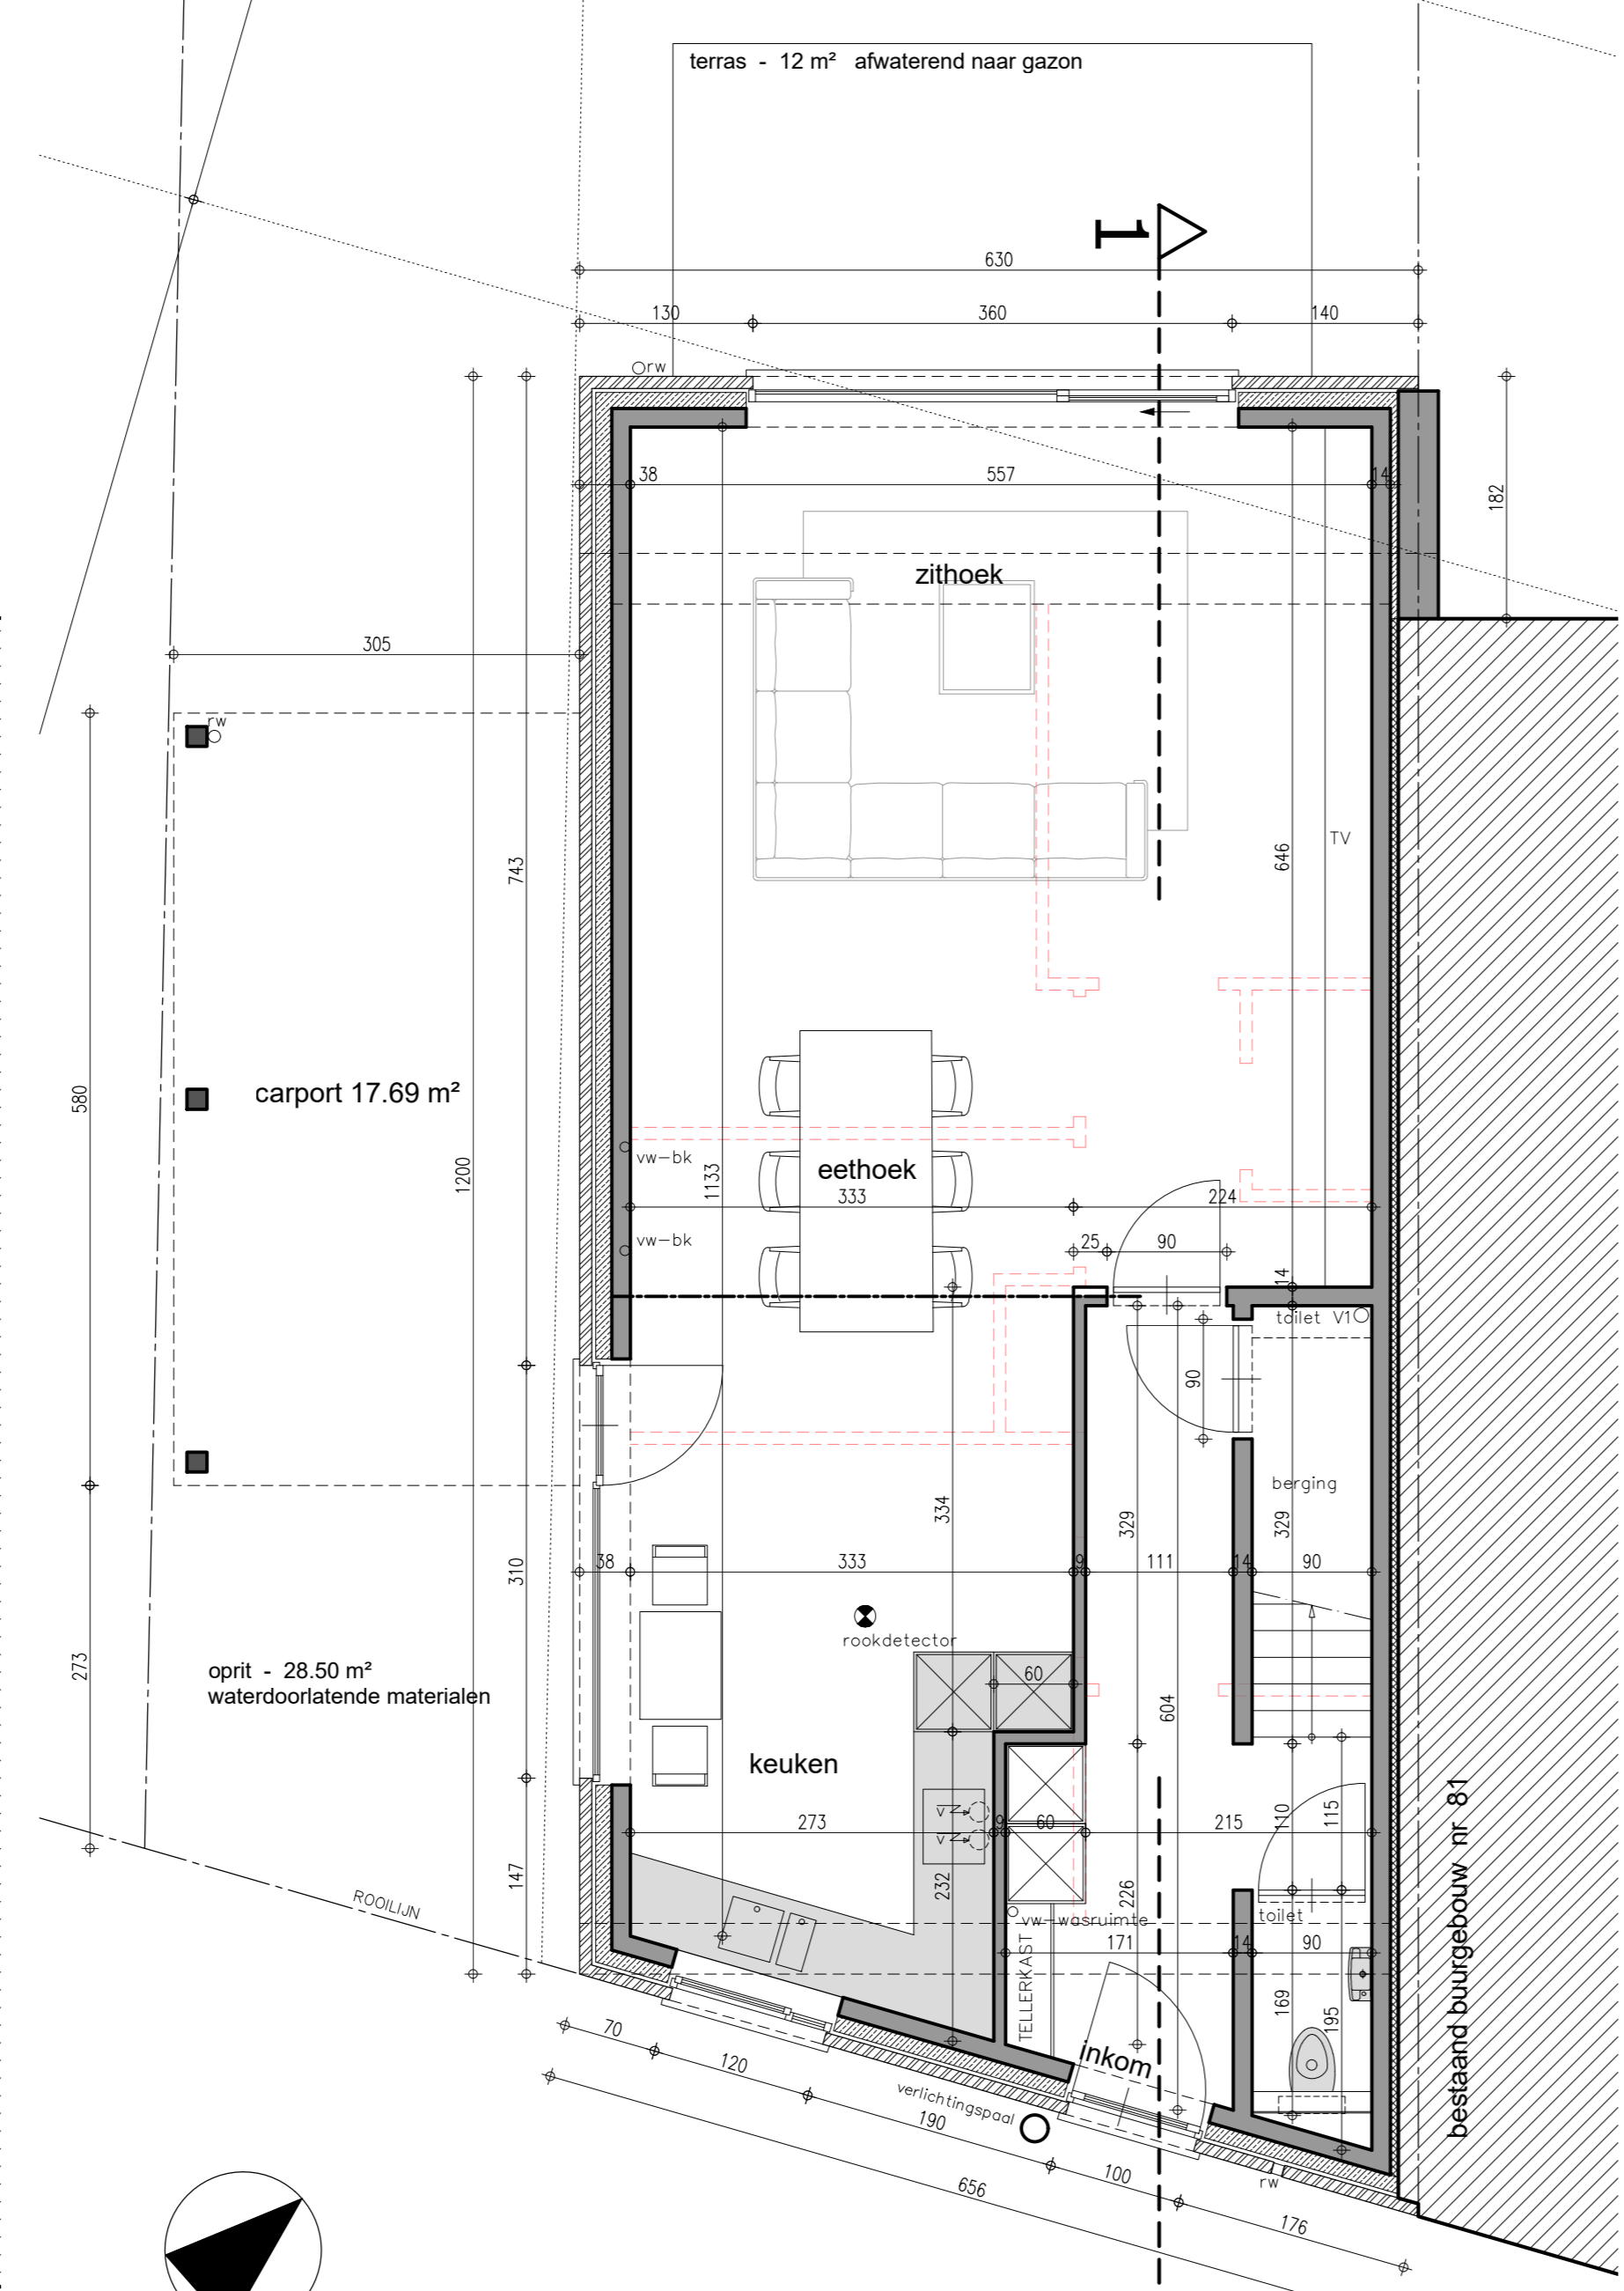 terras - 12 m² afwaterend naar gazon
1
630
130
360
140
rw
38
557
14
182
zithoek
305
rw
743
646
TV
580
carport 17.69 m²
1200
1133
vw-bk
eethoek
333
224
vw-bk
25
90
14
toilet V1
90
berging
334
329
329
310
38
333
9
111
14
90
rookdetector
273
oprit - 28.50 m²
waterdoorlatende materialen
60
604
keuken
V
V
273
9
60
215
110
115
147
232
226
ROOILIJN
vw-wasruimte
toilet
171
14
90
TELLERKAST
169
195
bestaand buurgebouw nr 81
70
120
inkom
verlichtingspaal
190
100
rw
656
176